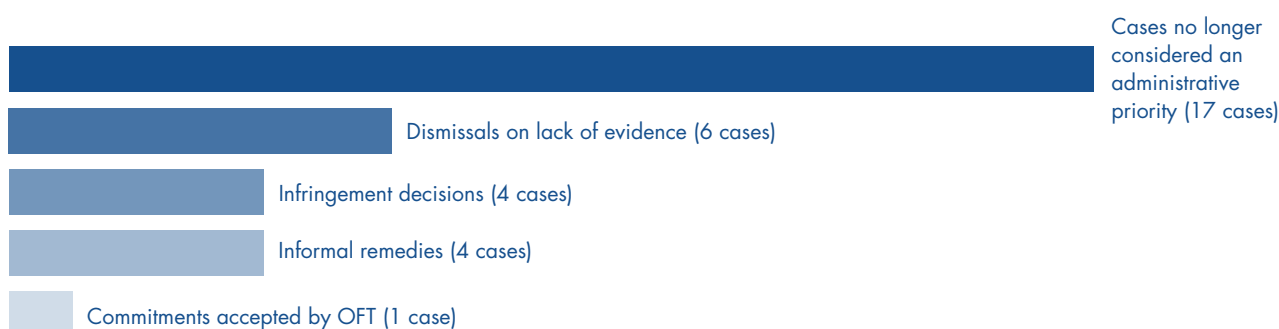 Cases no longer
considered an
administrative
priority (17 cases)
Dismissals on lack of evidence (6 cases)
Infringement decisions (4 cases)
Informal remedies (4 cases)
Commitments accepted by OFT (1 case)